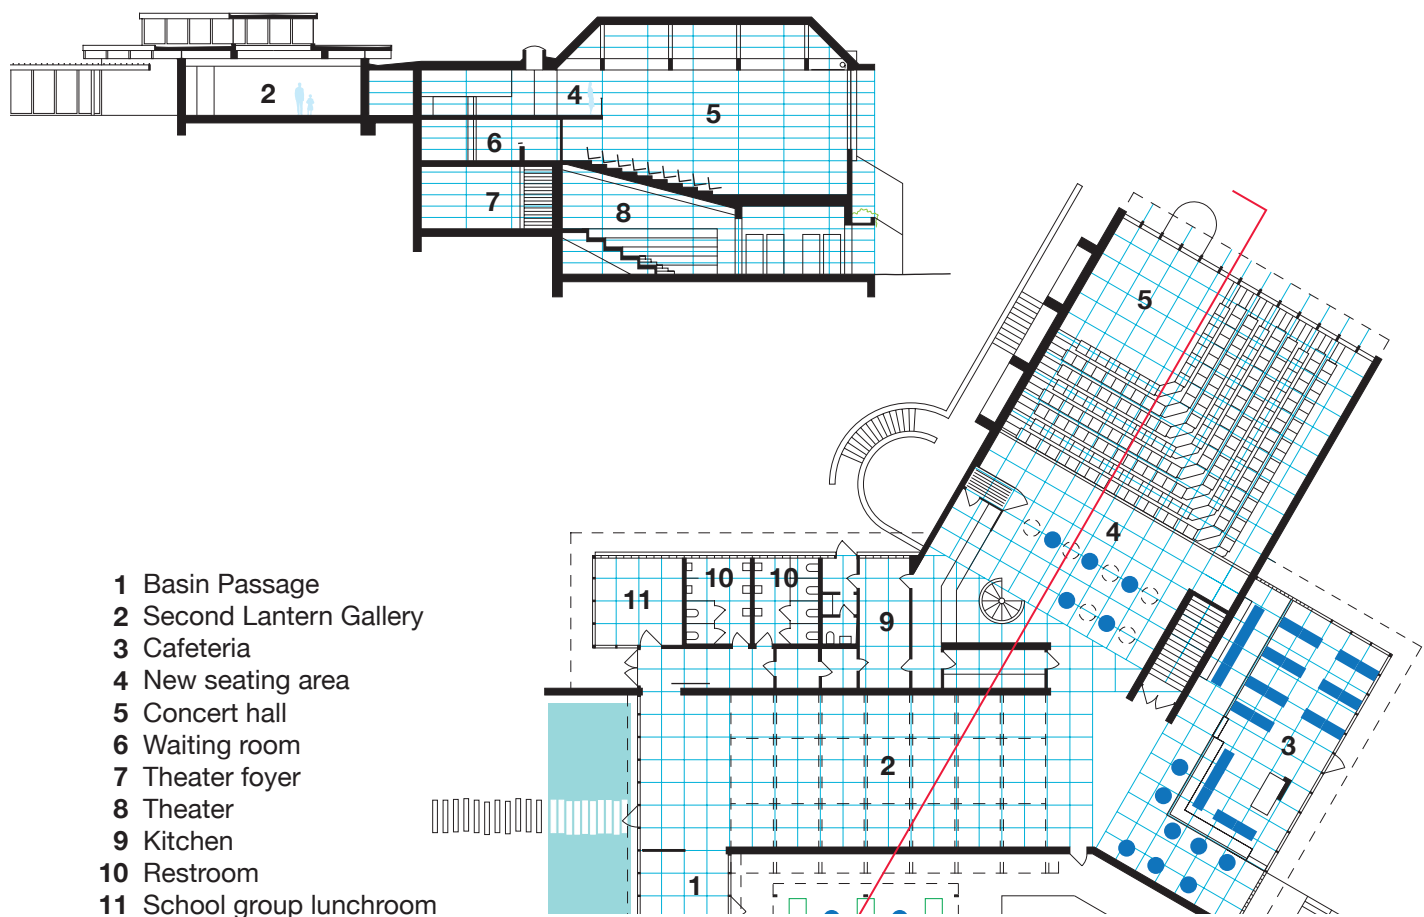 2
4
5
6
7
8
5
4
10
10
11
9
2
3
1
1 Basin Passage
2 Second Lantern Gallery
3 Cafeteria
4 New seating area
5 Concert hall
6 Waiting room
7 Theater foyer
8 Theater
9 Kitchen
10 Restroom
11 School group lunchroom